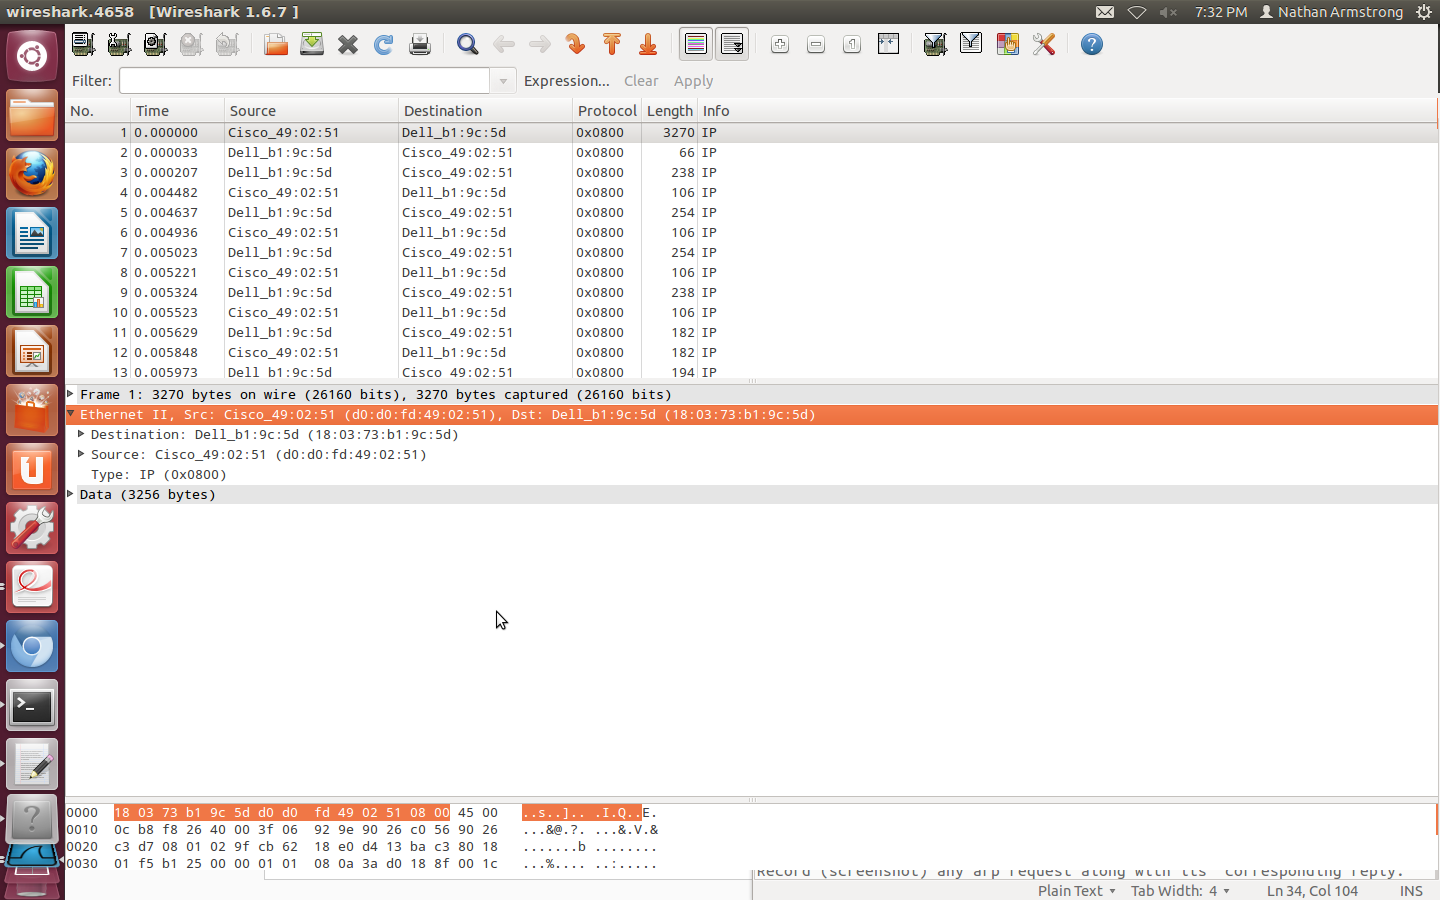 wireshark.4658   [Wireshark 1.6.7 ]
7:32 PM Nathan Armstrong
Filter: Expression... Clear Apply
No. Time Source Destination Protocol Length Info
1 0.000000 Cisco_49:02:51 Dell_b1:9c:5d 0x0800 3270 IP
2 0.000033 Dell_b1:9c:5d Cisco_49:02:51 0x0800 66 IP
3 0.000207 Dell_b1:9c:5d Cisco_49:02:51 0x0800 238 IP
4 0.004482 Cisco_49:02:51 Dell_b1:9c:5d 0x0800 106 IP
5 0.004637 Dell_b1:9c:5d Cisco_49:02:51 0x0800 254 IP
6 0.004936 Cisco_49:02:51 Dell_b1:9c:5d 0x0800 106 IP
7 0.005023 Dell_b1:9c:5d Cisco_49:02:51 0x0800 254 IP
8 0.005221 Cisco_49:02:51 Dell_b1:9c:5d 0x0800 106 IP
9 0.005324 Dell_b1:9c:5d Cisco_49:02:51 0x0800 238 IP
10 0.005523 Cisco_49:02:51 Dell_b1:9c:5d 0x0800 106 IP
11 0.005629 Dell_b1:9c:5d Cisco_49:02:51 0x0800 182 IP
12 0.005848 Cisco_49:02:51 Dell_b1:9c:5d 0x0800 182 IP
13 0.005973 Dell_b1:9c:5d Cisco_49:02:51 0x0800 194 IP
Frame 1: 3270 bytes on wire (26160 bits), 3270 bytes captured (26160 bits)
Ethernet II, Src: Cisco_49:02:51 (d0:d0:fd:49:02:51), Dst: Dell_b1:9c:5d (18:03:73:b1:9c:5d)
Destination: Dell_b1:9c:5d (18:03:73:b1:9c:5d)
Source: Cisco_49:02:51 (d0:d0:fd:49:02:51)
Type: IP (0x0800)
Data (3256 bytes)
0000  18 03 73 b1 9c 5d d0 d0  fd 49 02 51 08 00 45 00   ..s..].. .I.Q..E.
0010  0c b8 f8 26 40 00 3f 06  92 9e 90 26 c0 56 90 26   ...&@.?. ...&.V.&
0020  c3 d7 08 01 02 9f cb 62  18 e0 d4 13 ba c3 80 18   .......b ........
0030  01 f5 b1 25 00 00 01 01  08 0a 3a d0 18 8f 00 1c   ...%.... ..:.....
Record (screenshot) any arp request along with its  corresponding reply.
Plain Text Tab Width: 4 Ln 34, Col 104 INS